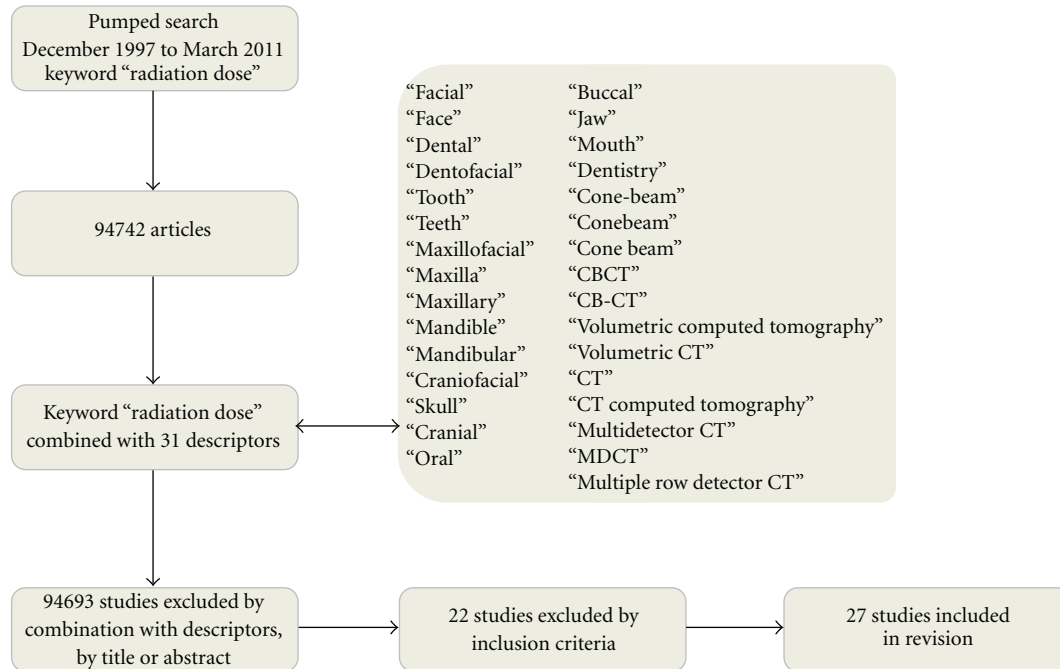 Pumped search
December 1997 to March 2011
keyword “radiation dose”
94742 articles
Keyword “radiation dose”
combined with 31 descriptors
“Facial”
“Face”
“Dental”
“Dentofacial”
“Tooth”
“Teeth”
“Maxillofacial”
“Maxilla”
“Maxillary”
“Mandible”
“Mandibular”
“Craniofacial”
“Skull”
“Cranial”
“Oral”
“Buccal”
“Jaw”
“Mouth”
“Dentistry”
“Cone-beam”
“Conebeam”
“Cone beam”
“CBCT”
“CB-CT”
“Volumetric computed tomography”
“Volumetric CT”
“CT”
“CT computed tomography”
“Multidetector CT”
“MDCT”
“Multiple row detector CT”
94693 studies excluded by
combination with descriptors,
by title or abstract
22 studies excluded by
inclusion criteria
27 studies included
in revision